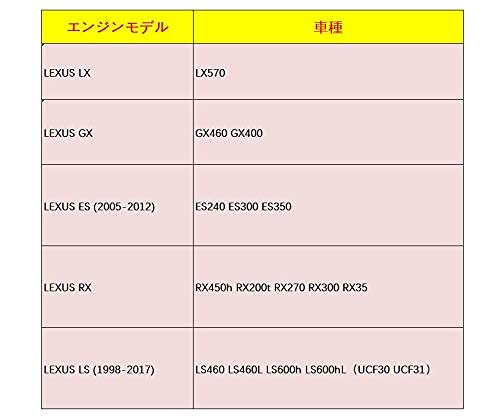 エンジンモデル 車種
LEXUS LX LX570
LEXUS GX GX460 GX400
LEXUS ES (2005-2012) ES240 ES300 ES350
LEXUS RX RX450h RX200t RX270 RX300 RX35
LEXUS LS (1998-2017) LS460 LS460L LS600h LS600hL（UCF30 UCF31）